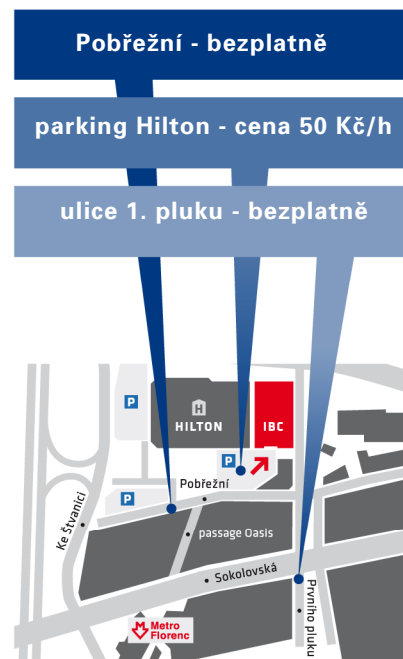 Pobřežní - bezplatně
parking Hilton - cena 50 Kč/h
ulice 1. pluku - bezplatně
P
H
HILTON
IBC
P
P
Pobřežní
Ke Štvanici
passage Oasis
Sokolovská
Prvního pluku
Metro
Florenc